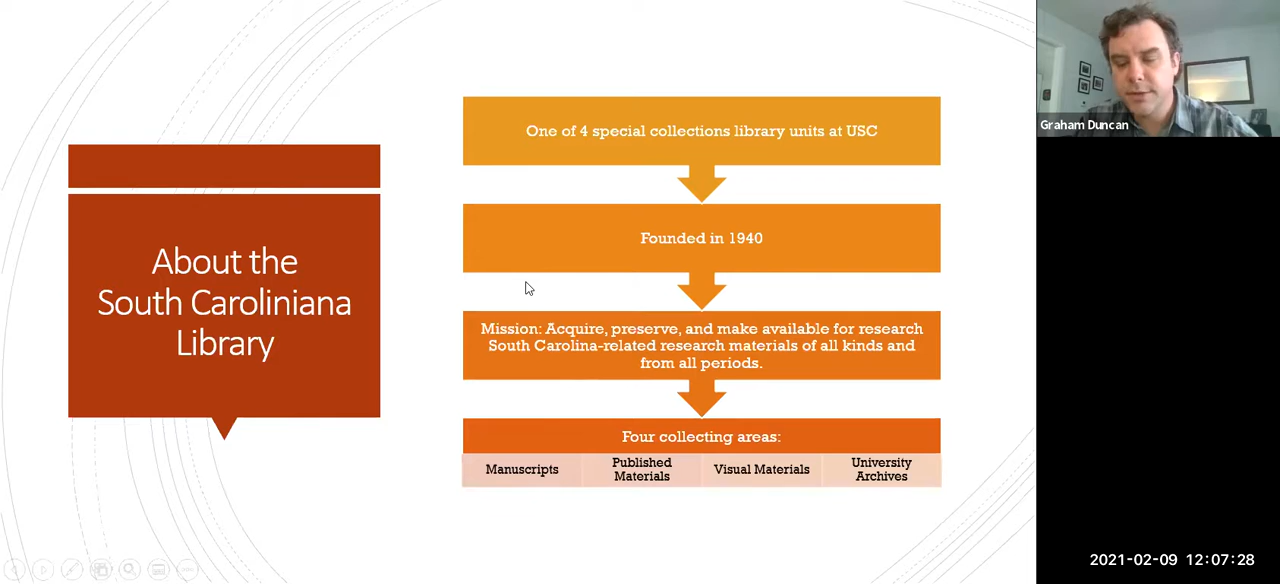 About the
South Caroliniana
Library
One of 4 special collections library units at USC
Founded in 1940
Mission: Acquire, preserve, and make available for research
South Carolina-related research materials of all kinds and
from all periods.
Four collecting areas:
Manuscripts
Published
Materials
Visual Materials
University
Archives
Graham Duncan
2021-02-09 12:07:28